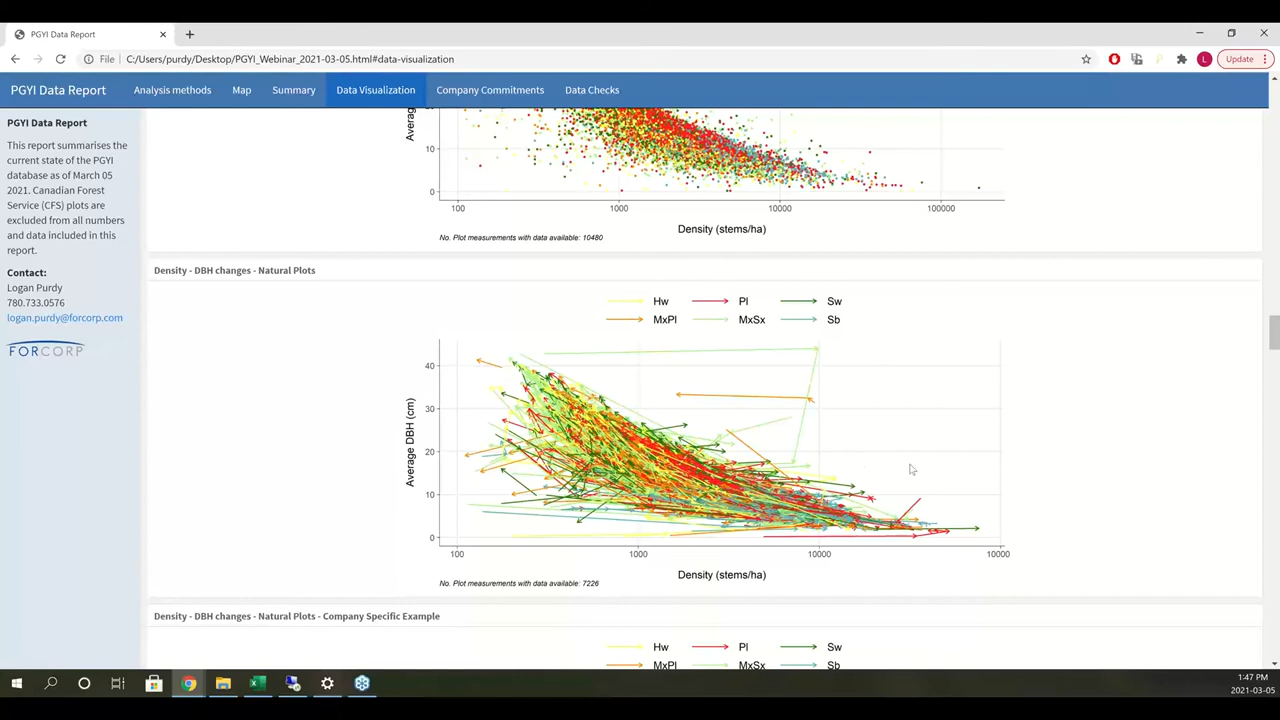 PGYI Data Report
File C:/Users/purdy/Desktop/PGYI_Webinar_2021-03-05.html#data-visualization
L
Update
PGYI Data Report Analysis methods Map Summary Data Visualization Company Commitments Data Checks
PGYI Data Report
This report summarises the
current state of the PGYI
database as of March 05
2021. Canadian Forest
Service (CFS) plots are
excluded from all numbers
and data included in this
report.
Contact:
Logan Purdy
780.733.0576
logan.purdy@forcorp.com
FORCORP
Averag
10
0
100 1000 10000 100000
Density (stems/ha)
No. Plot measurements with data available: 10480
Density - DBH changes - Natural Plots
Hw Pl Sw
MxPl MxSx Sb
Average DBH (cm)
40
30
20
10
0
100 1000 10000 10000
Density (stems/ha)
No. Plot measurements with data available: 7226
Density - DBH changes - Natural Plots - Company Specific Example
Hw Pl Sw
MxPl MxSx Sb
1:47 PM
2021-03-05